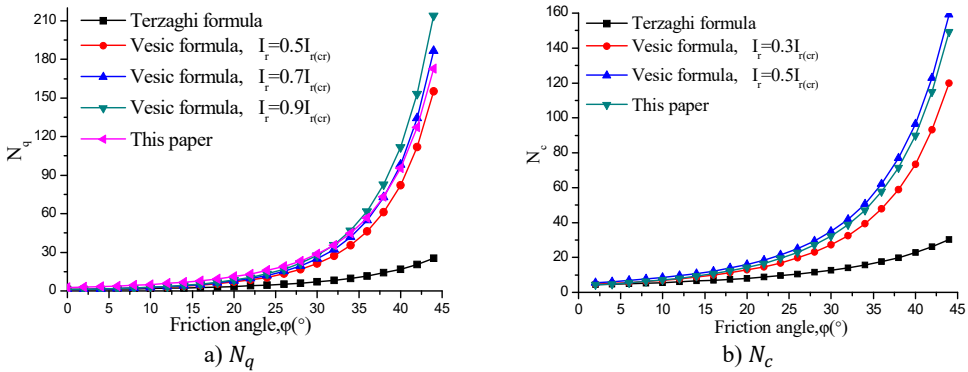 Terzaghi formula
Vesic formula, I_r=0.5I_r(cr)
Vesic formula, I_r=0.7I_r(cr)
Vesic formula, I_r=0.9I_r(cr)
This paper
N_q
210
180
150
120
90
60
30
0
0 5 10 15 20 25 30 35 40 45
Friction angle,φ(°)
a) N_q
Terzaghi formula
Vesic formula, I_r=0.3I_r(cr)
Vesic formula, I_r=0.5I_r(cr)
This paper
N_c
160
140
120
100
80
60
40
20
0
0 5 10 15 20 25 30 35 40 45
Friction angle,φ(°)
b) N_c